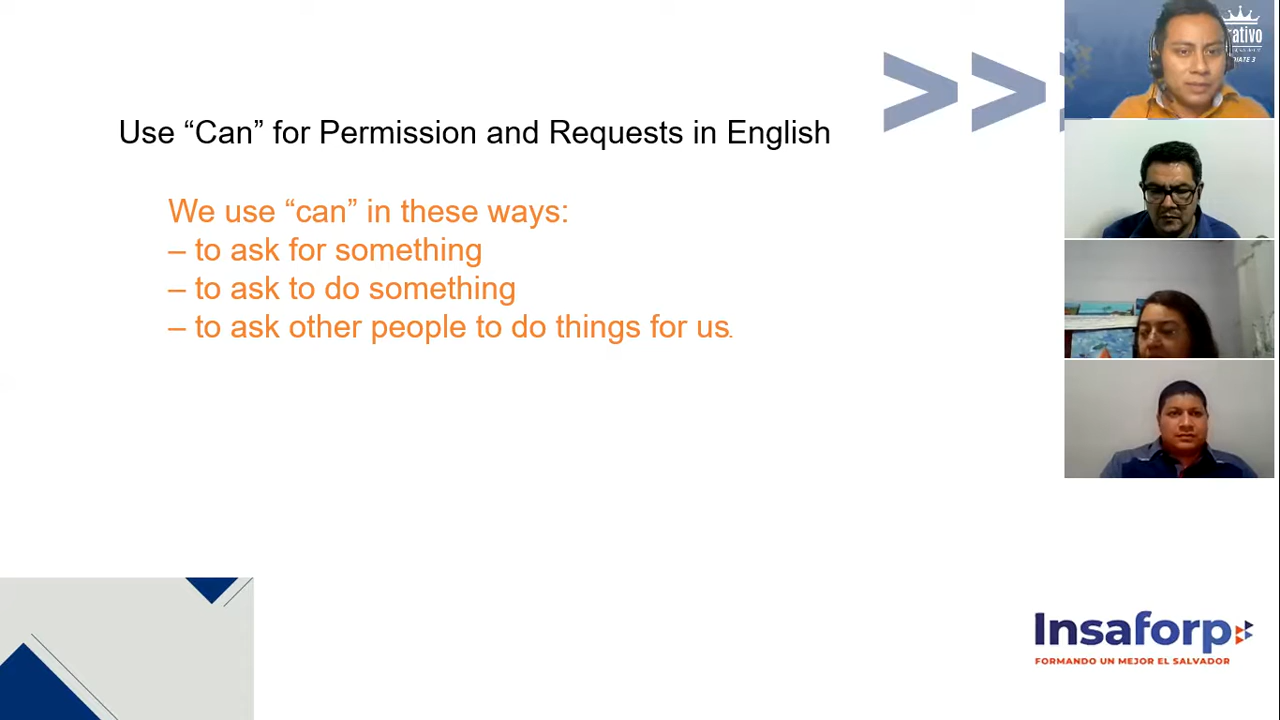 Use “Can” for Permission and Requests in English
We use “can” in these ways:
– to ask for something
– to ask to do something
– to ask other people to do things for us.
Insaforp
FORMANDO UN MEJOR EL SALVADOR